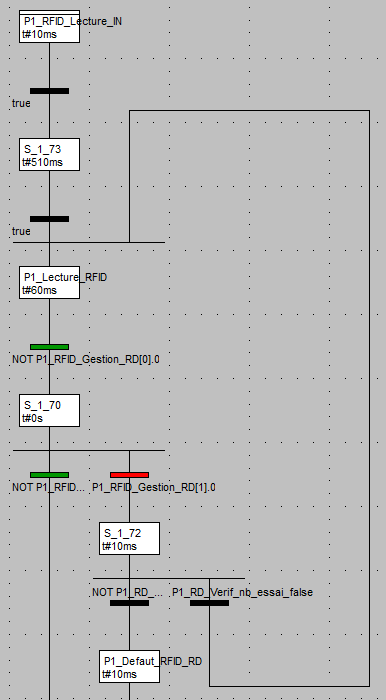 P1_RFID_Lecture_IN
t#10ms
true
S_1_73
t#510ms
true
P1_Lecture_RFID
t#60ms
NOT P1_RFID_Gestion_RD[0].0
S_1_70
t#0s
NOT P1_RFID... P1_RFID_Gestion_RD[1].0
S_1_72
t#10ms
NOT P1_RD_... P1_RD_Verif_nb_essai_false
P1_Defaut_RFID_RD
t#10ms